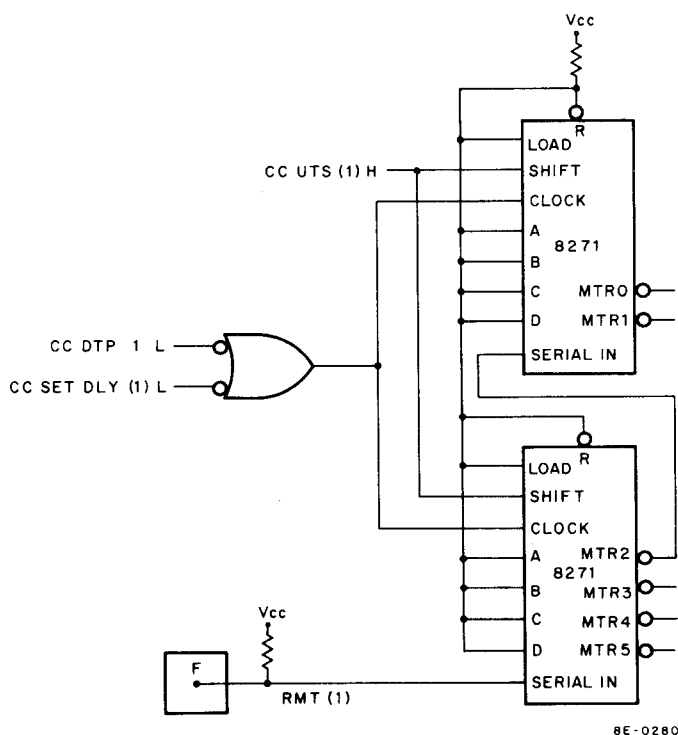 Vcc
R
LOAD
CC UTS (1) H
SHIFT
CLOCK
A
8271
B
C
MTR0
D
MTR1
SERIAL IN
CC DTP 1 L
CC SET DLY (1) L
R
LOAD
SHIFT
CLOCK
A
MTR2
8271
B
MTR3
C
MTR4
D
MTR5
Vcc
F
SERIAL IN
RMT (1)
8E-0280